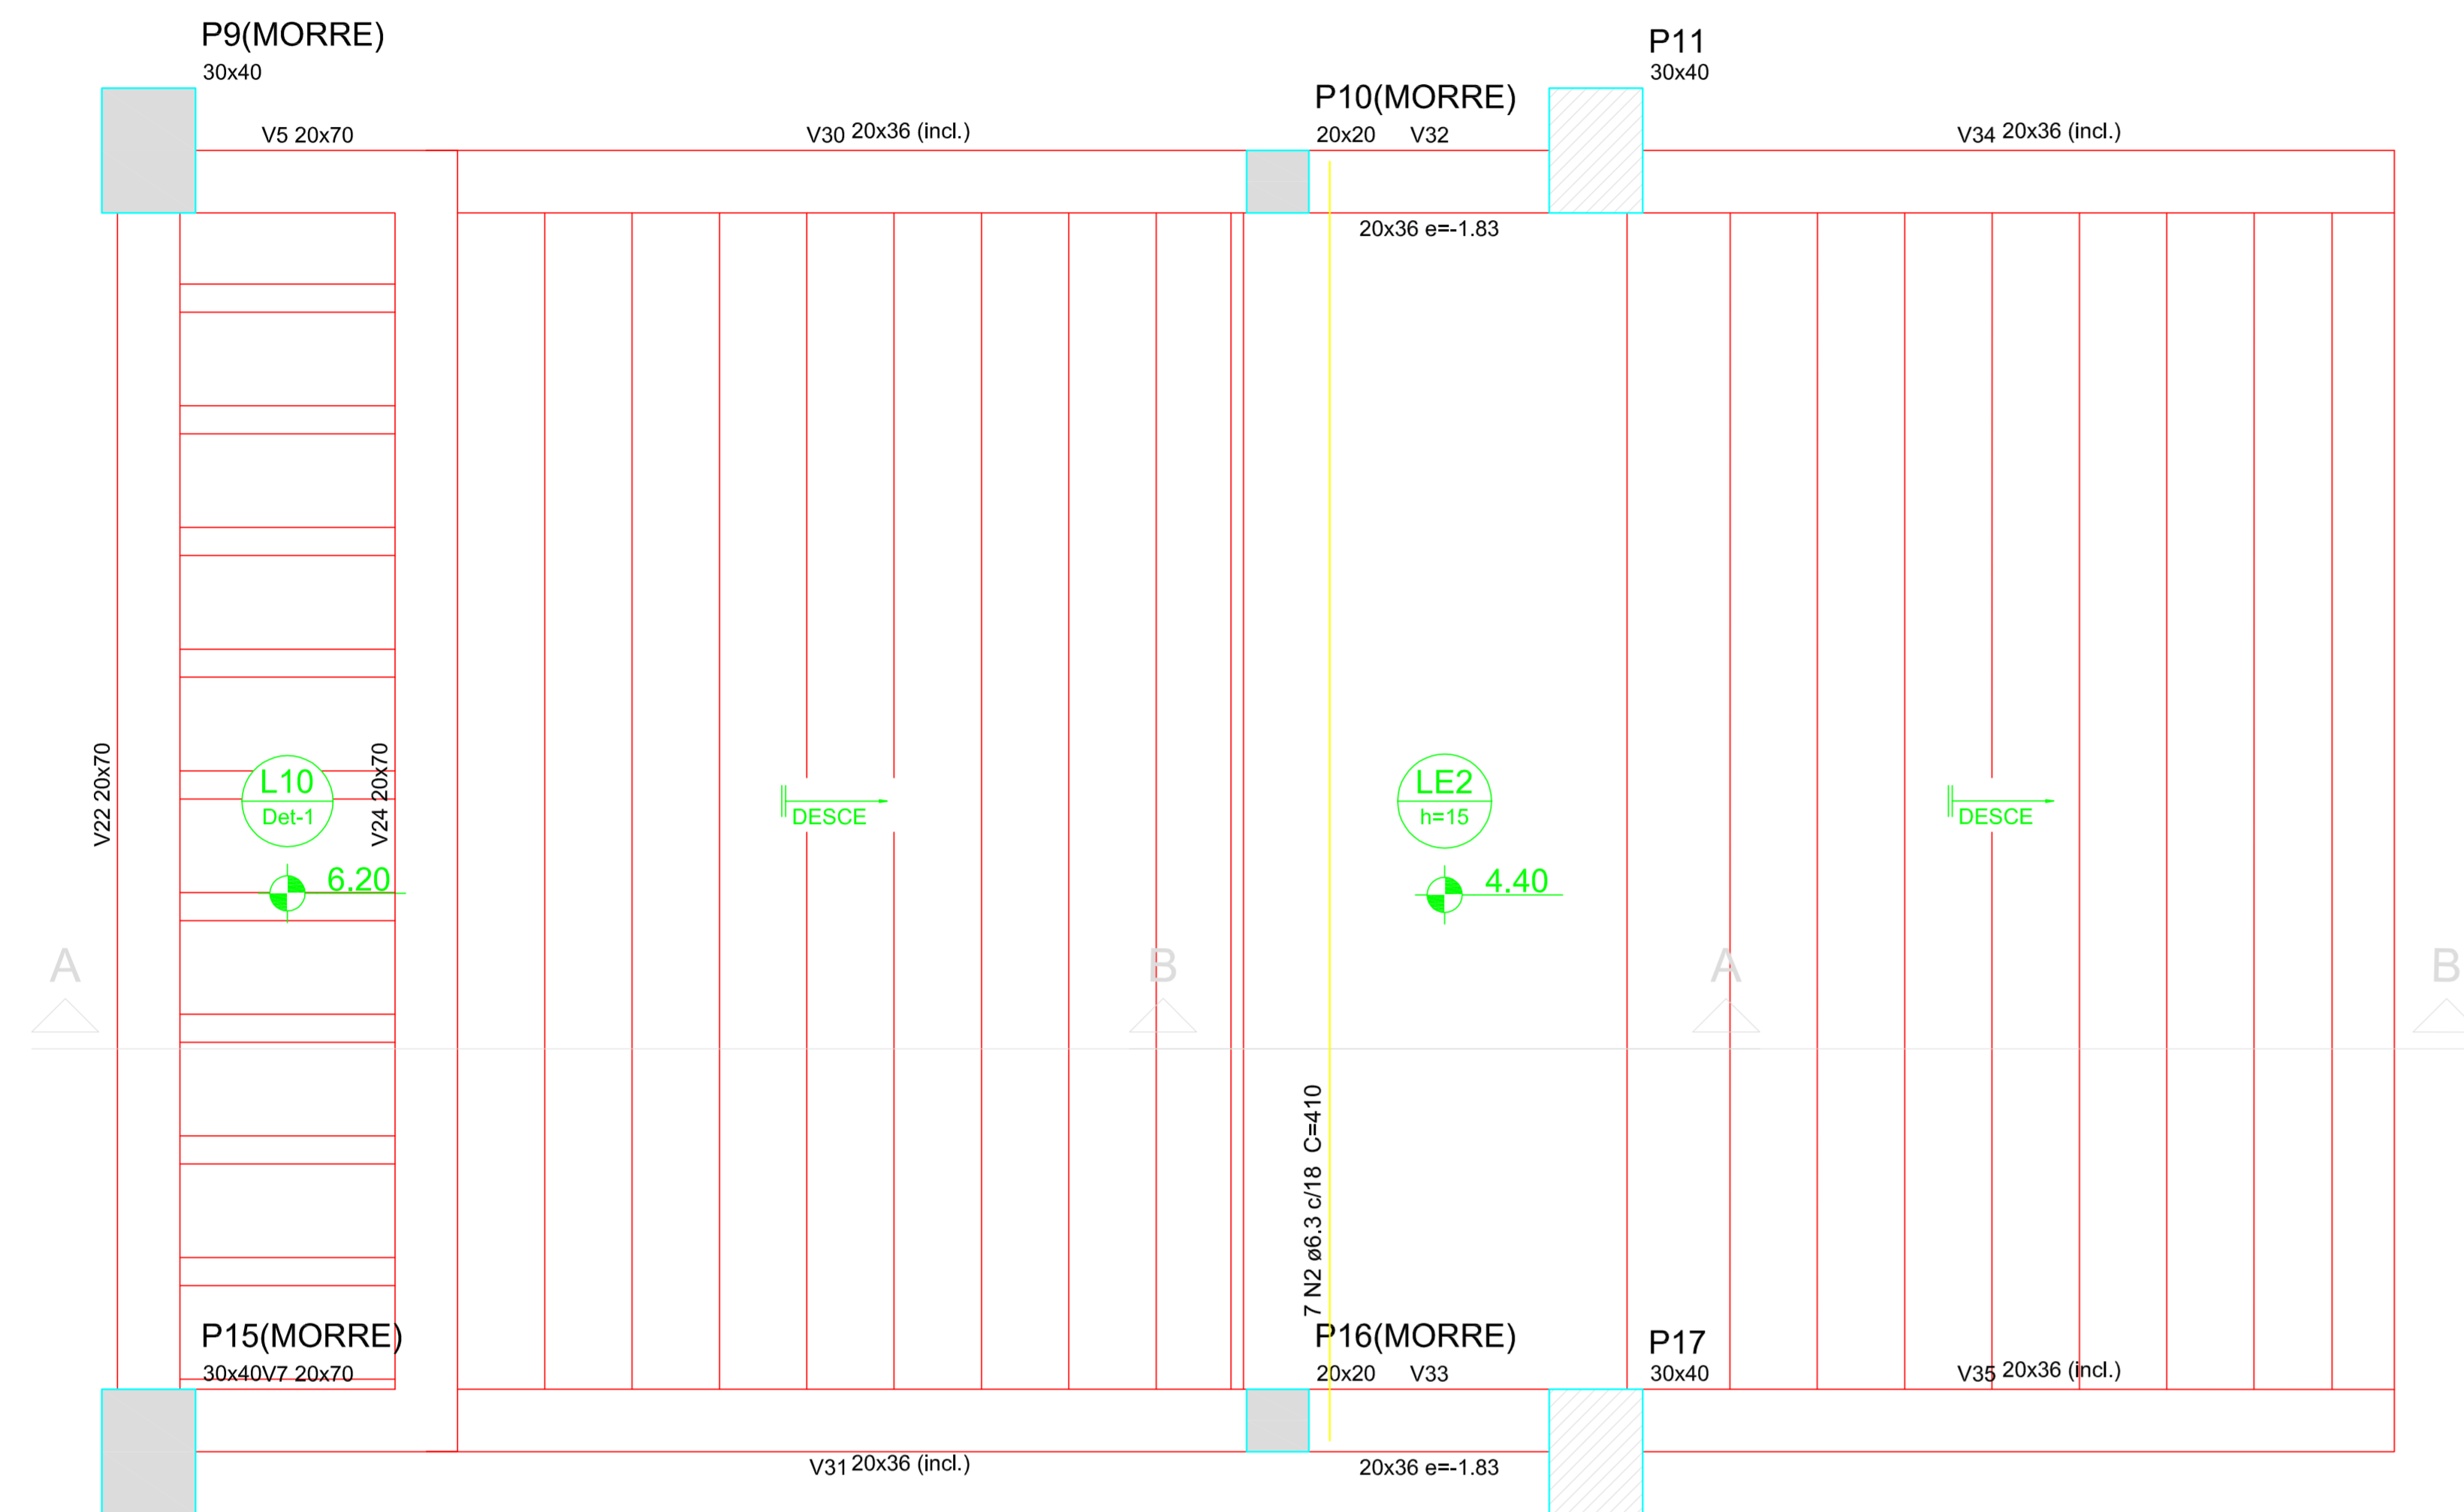 P9(MORRE)
30x40
P11
30x40
P10(MORRE)
20x20 V32
V5 20x70
V30 20x36 (incl.)
V34 20x36 (incl.)
20x36 e=-1.83
V22 20x70
L10
Det-1
V24 20x70
6.20
DESCE
LE2
h=15
4.40
DESCE
A
B
A
B
7 N2 ø6.3 c/18 C=410
P15(MORRE)
30x40
V7 20x70
P16(MORRE)
20x20 V33
P17
30x40
V35 20x36 (incl.)
V31 20x36 (incl.)
20x36 e=-1.83